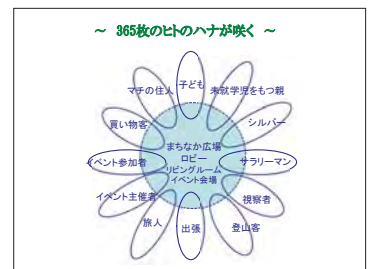 ～ 365枚のヒトのハナが咲く ～
子ども
マチの住人
未就学児をもつ親
買い物客
シルバー
まちなか広場
ロビー
リビングルーム
イベント会場
イベント参加者
サラリーマン
イベント主催者
視察者
旅人
登山客
出張